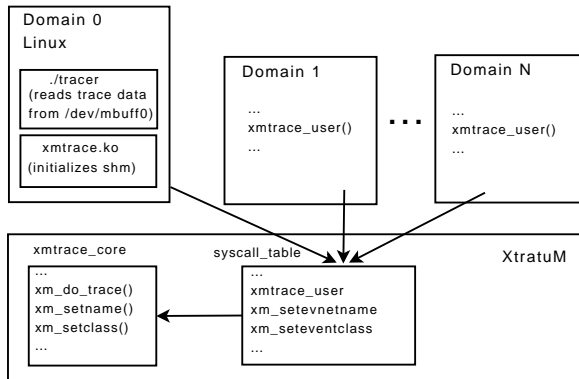 Domain 0
Linux
./tracer
(reads trace data
from /dev/mbuff0)
xmtrace.ko
(initializes shm)
Domain 1
...
xmtrace_user()
...
...
Domain N
...
xmtrace_user()
...
xmtrace_core
...
xm_do_trace()
xm_setname()
xm_setclass()
...
syscall_table
...
xmtrace_user
xm_setevnetname
xm_seteventclass
...
XtratuM